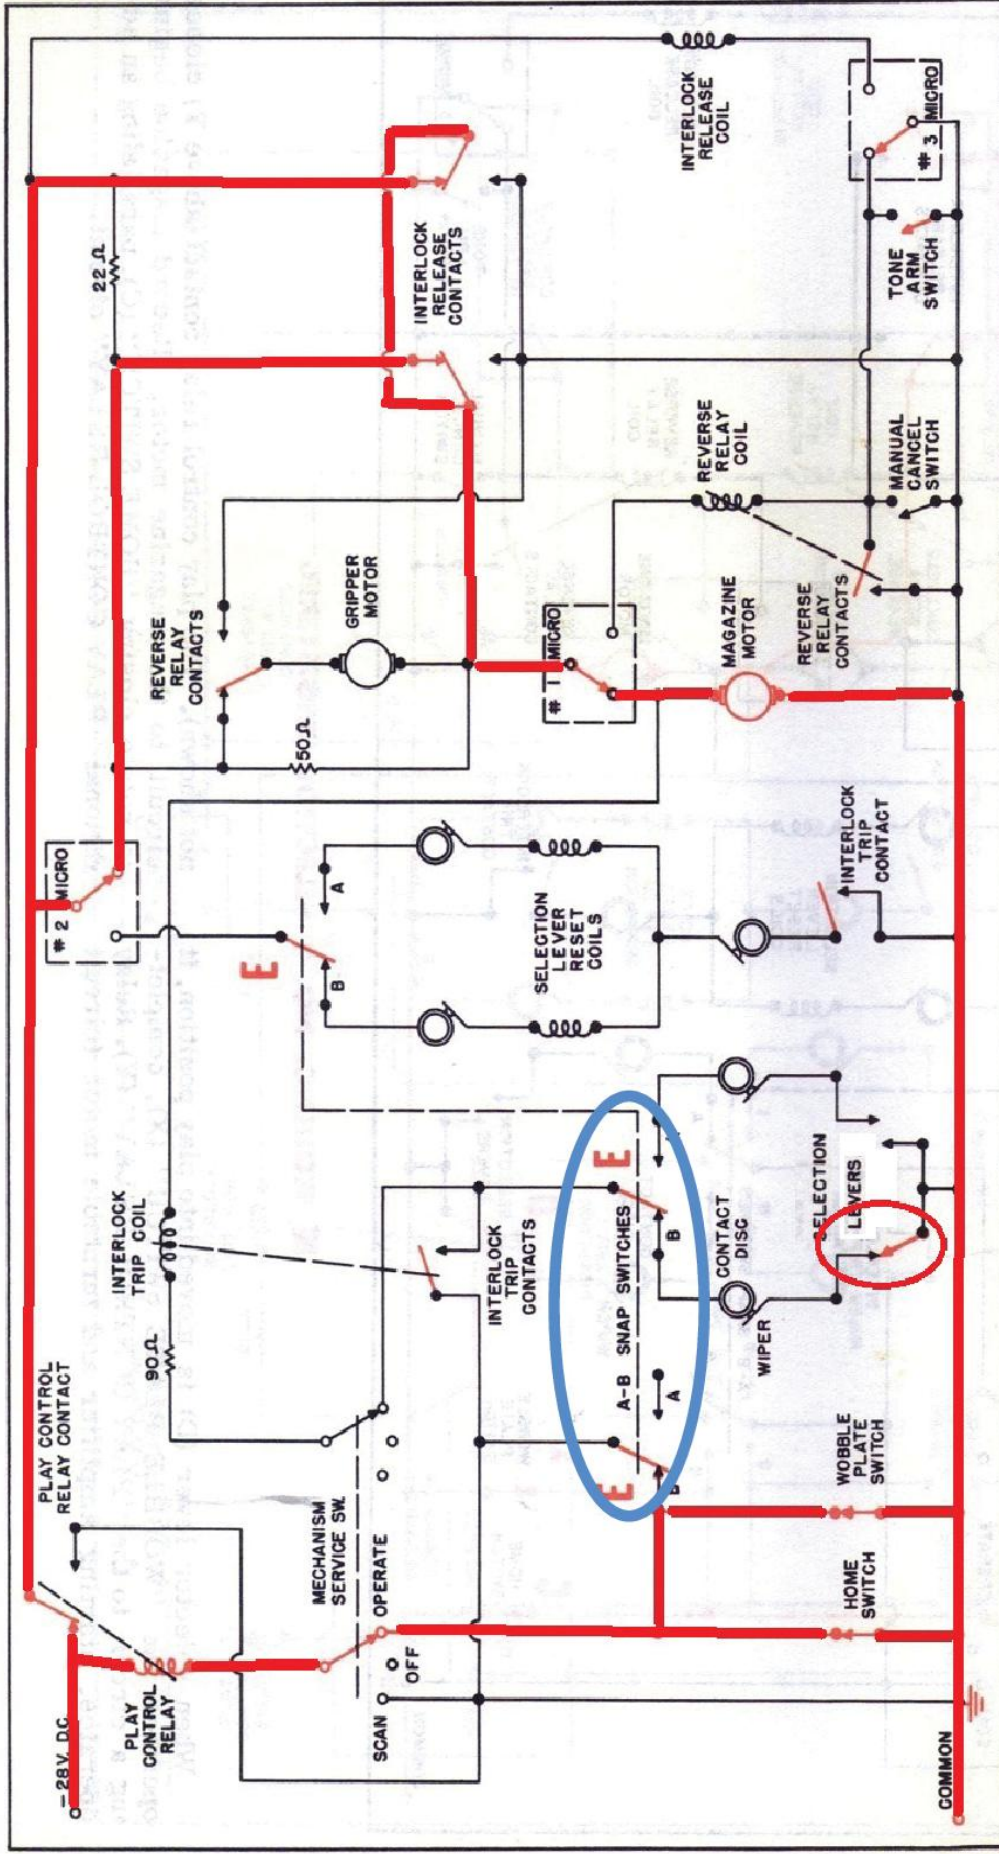 -28V. D.C.
PLAY CONTROL
RELAY CONTACT
PLAY
CONTROL
RELAY
MECHANISM
SERVICE SW.
SCAN
OFF
OPERATE
90Ω
INTERLOCK
TRIP COIL
INTERLOCK
TRIP
CONTACTS
A-B SNAP SWITCHES
E
B
A
E
B
HOME
SWITCH
WOBBLE
PLATE
SWITCH
WIPER
CONTACT
DISC
SELECTION
LEVERS
COMMON
# 2 MICRO
E
B
A
SELECTION
LEVER
RESET
COILS
INTERLOCK
TRIP
CONTACT
REVERSE
RELAY
CONTACTS
50Ω
GRIPPER
MOTOR
# 1 MICRO
MAGAZINE
MOTOR
REVERSE
RELAY
CONTACTS
REVERSE
RELAY
COIL
MANUAL
CANCEL
SWITCH
22 Ω
INTERLOCK
RELEASE
CONTACTS
INTERLOCK
RELEASE
COIL
TONE
ARM
SWITCH
# 3 MICRO